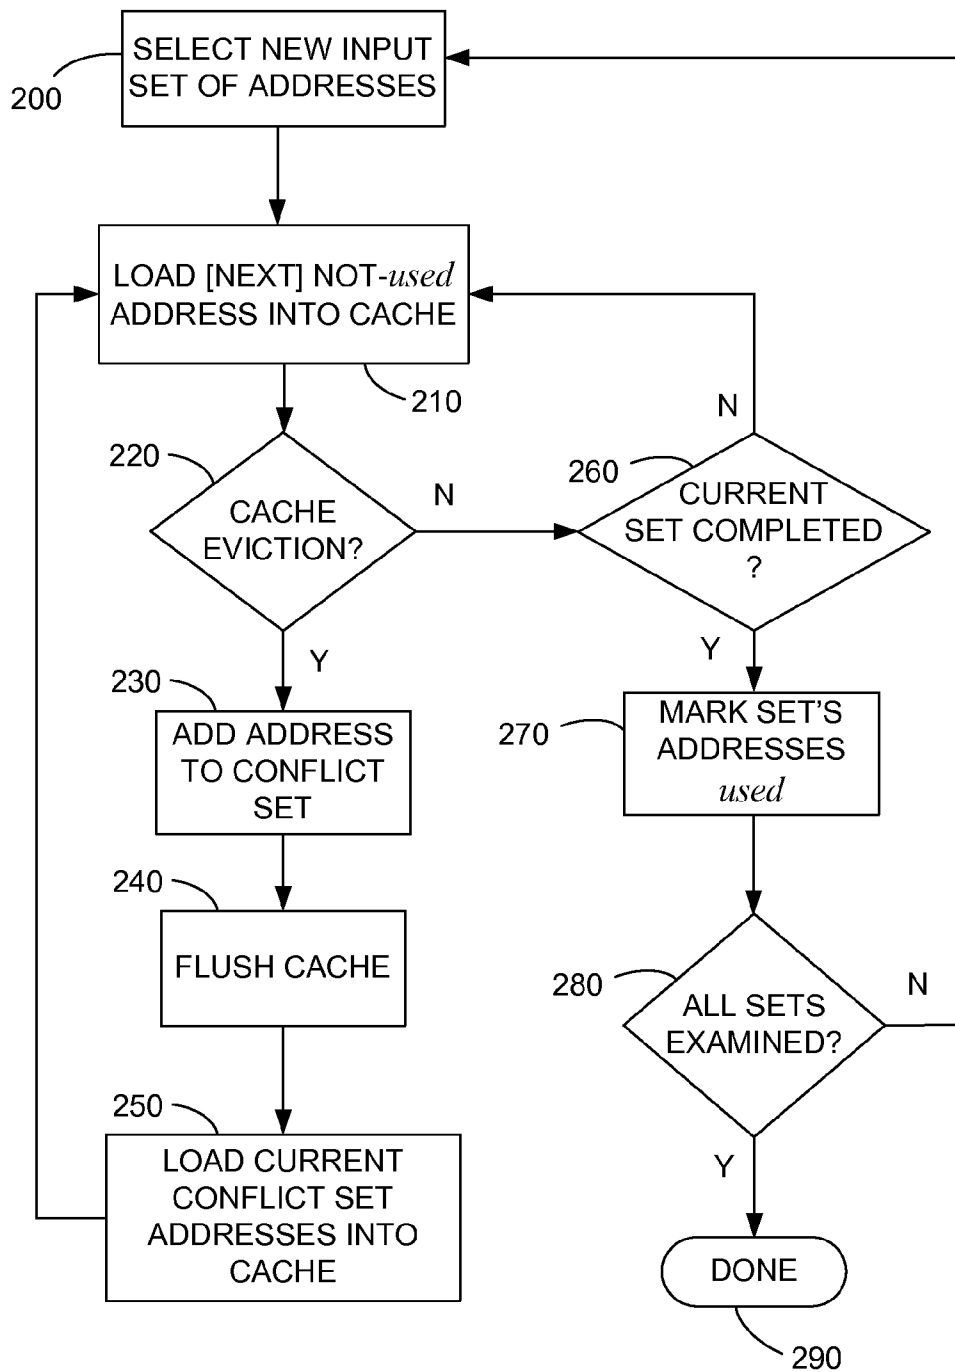 SELECT NEW INPUT
SET OF ADDRESSES
200
LOAD [NEXT] NOT-used
ADDRESS INTO CACHE
210
N
220
CACHE
EVICTION?
N
260
CURRENT
SET COMPLETED
?
Y
Y
230
ADD ADDRESS
TO CONFLICT
SET
270
MARK SET'S
ADDRESSES
used
240
FLUSH CACHE
280
ALL SETS
EXAMINED?
N
250
LOAD CURRENT
CONFLICT SET
ADDRESSES INTO
CACHE
Y
DONE
290